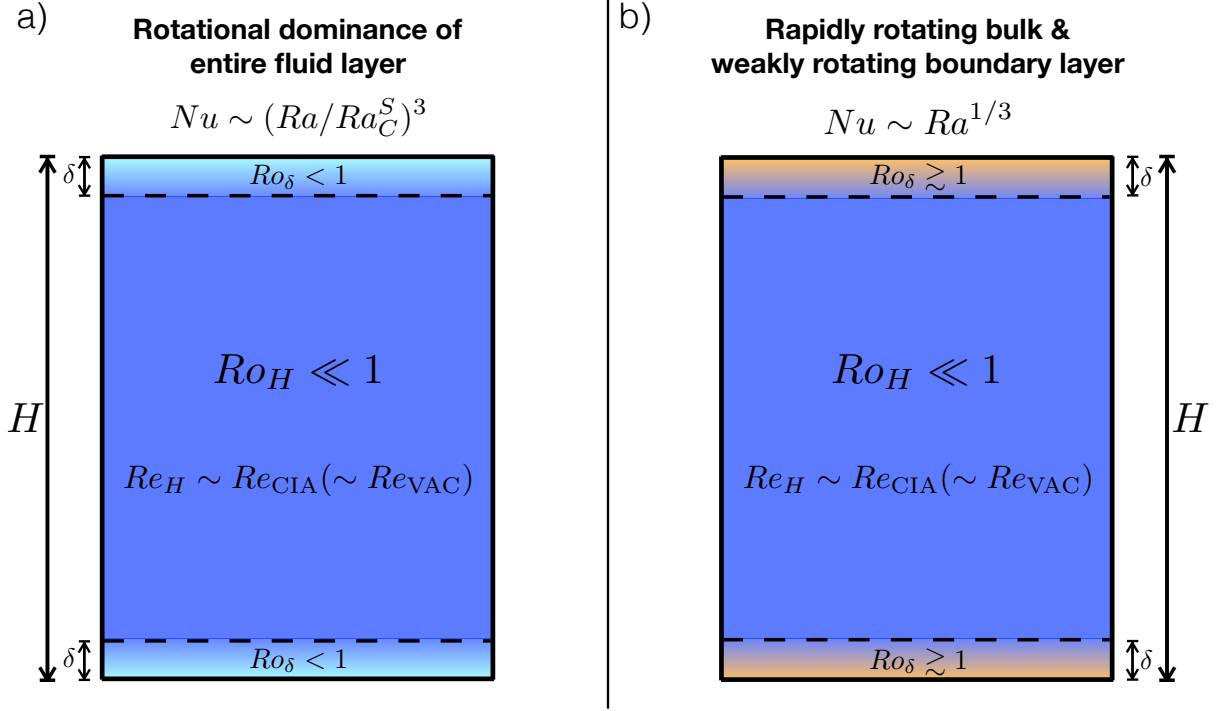 a)
Rotational dominance of
entire fluid layer
Nu ∼ (Ra/Ra_C^S)^3
δ
Ro_δ < 1
H
Ro_H ≪ 1
Re_H ∼ Re_CIA(∼ Re_VAC)
δ
Ro_δ < 1
b)
Rapidly rotating bulk &
weakly rotating boundary layer
Nu ∼ Ra^{1/3}
Ro_δ ≳ 1
δ
Ro_H ≪ 1
H
Re_H ∼ Re_CIA(∼ Re_VAC)
Ro_δ ≳ 1
δ